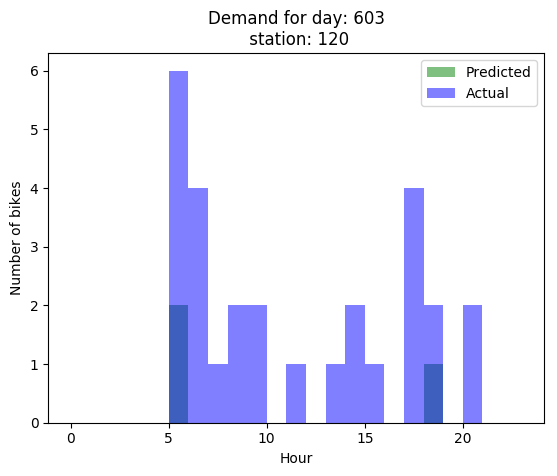 Demand for day: 603
station: 120
Predicted
Actual
Number of bikes
6
5
4
3
2
1
0
0 5 10 15 20
Hour